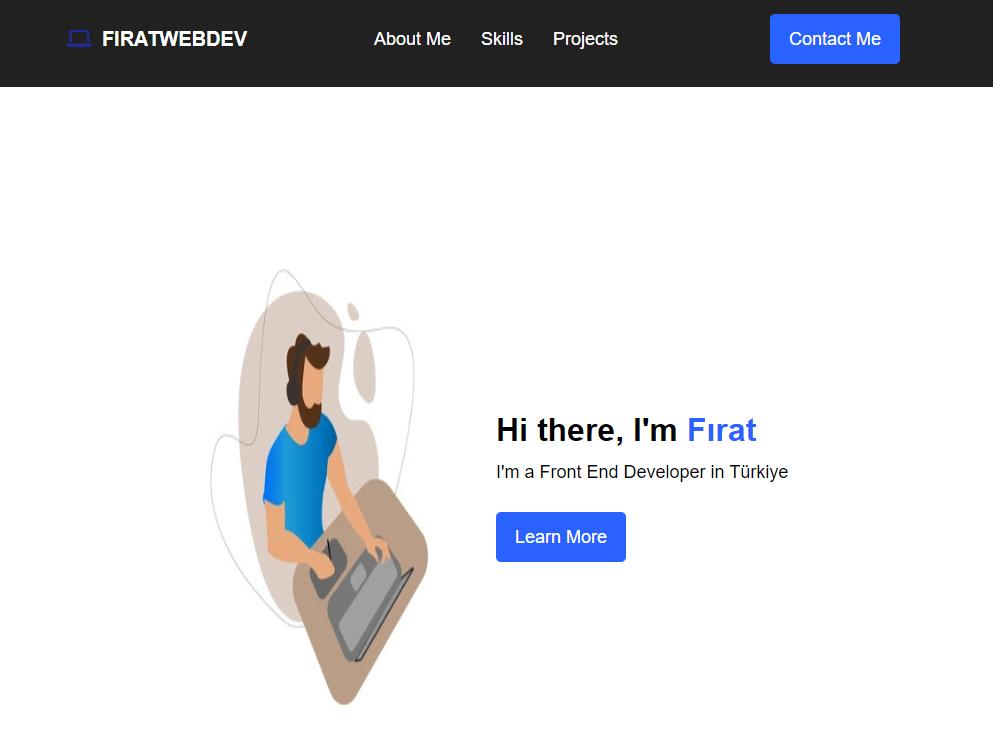 FIRATWEBDEV About Me Skills Projects Contact Me
Hi there, I'm Fırat
I'm a Front End Developer in Türkiye
Learn More